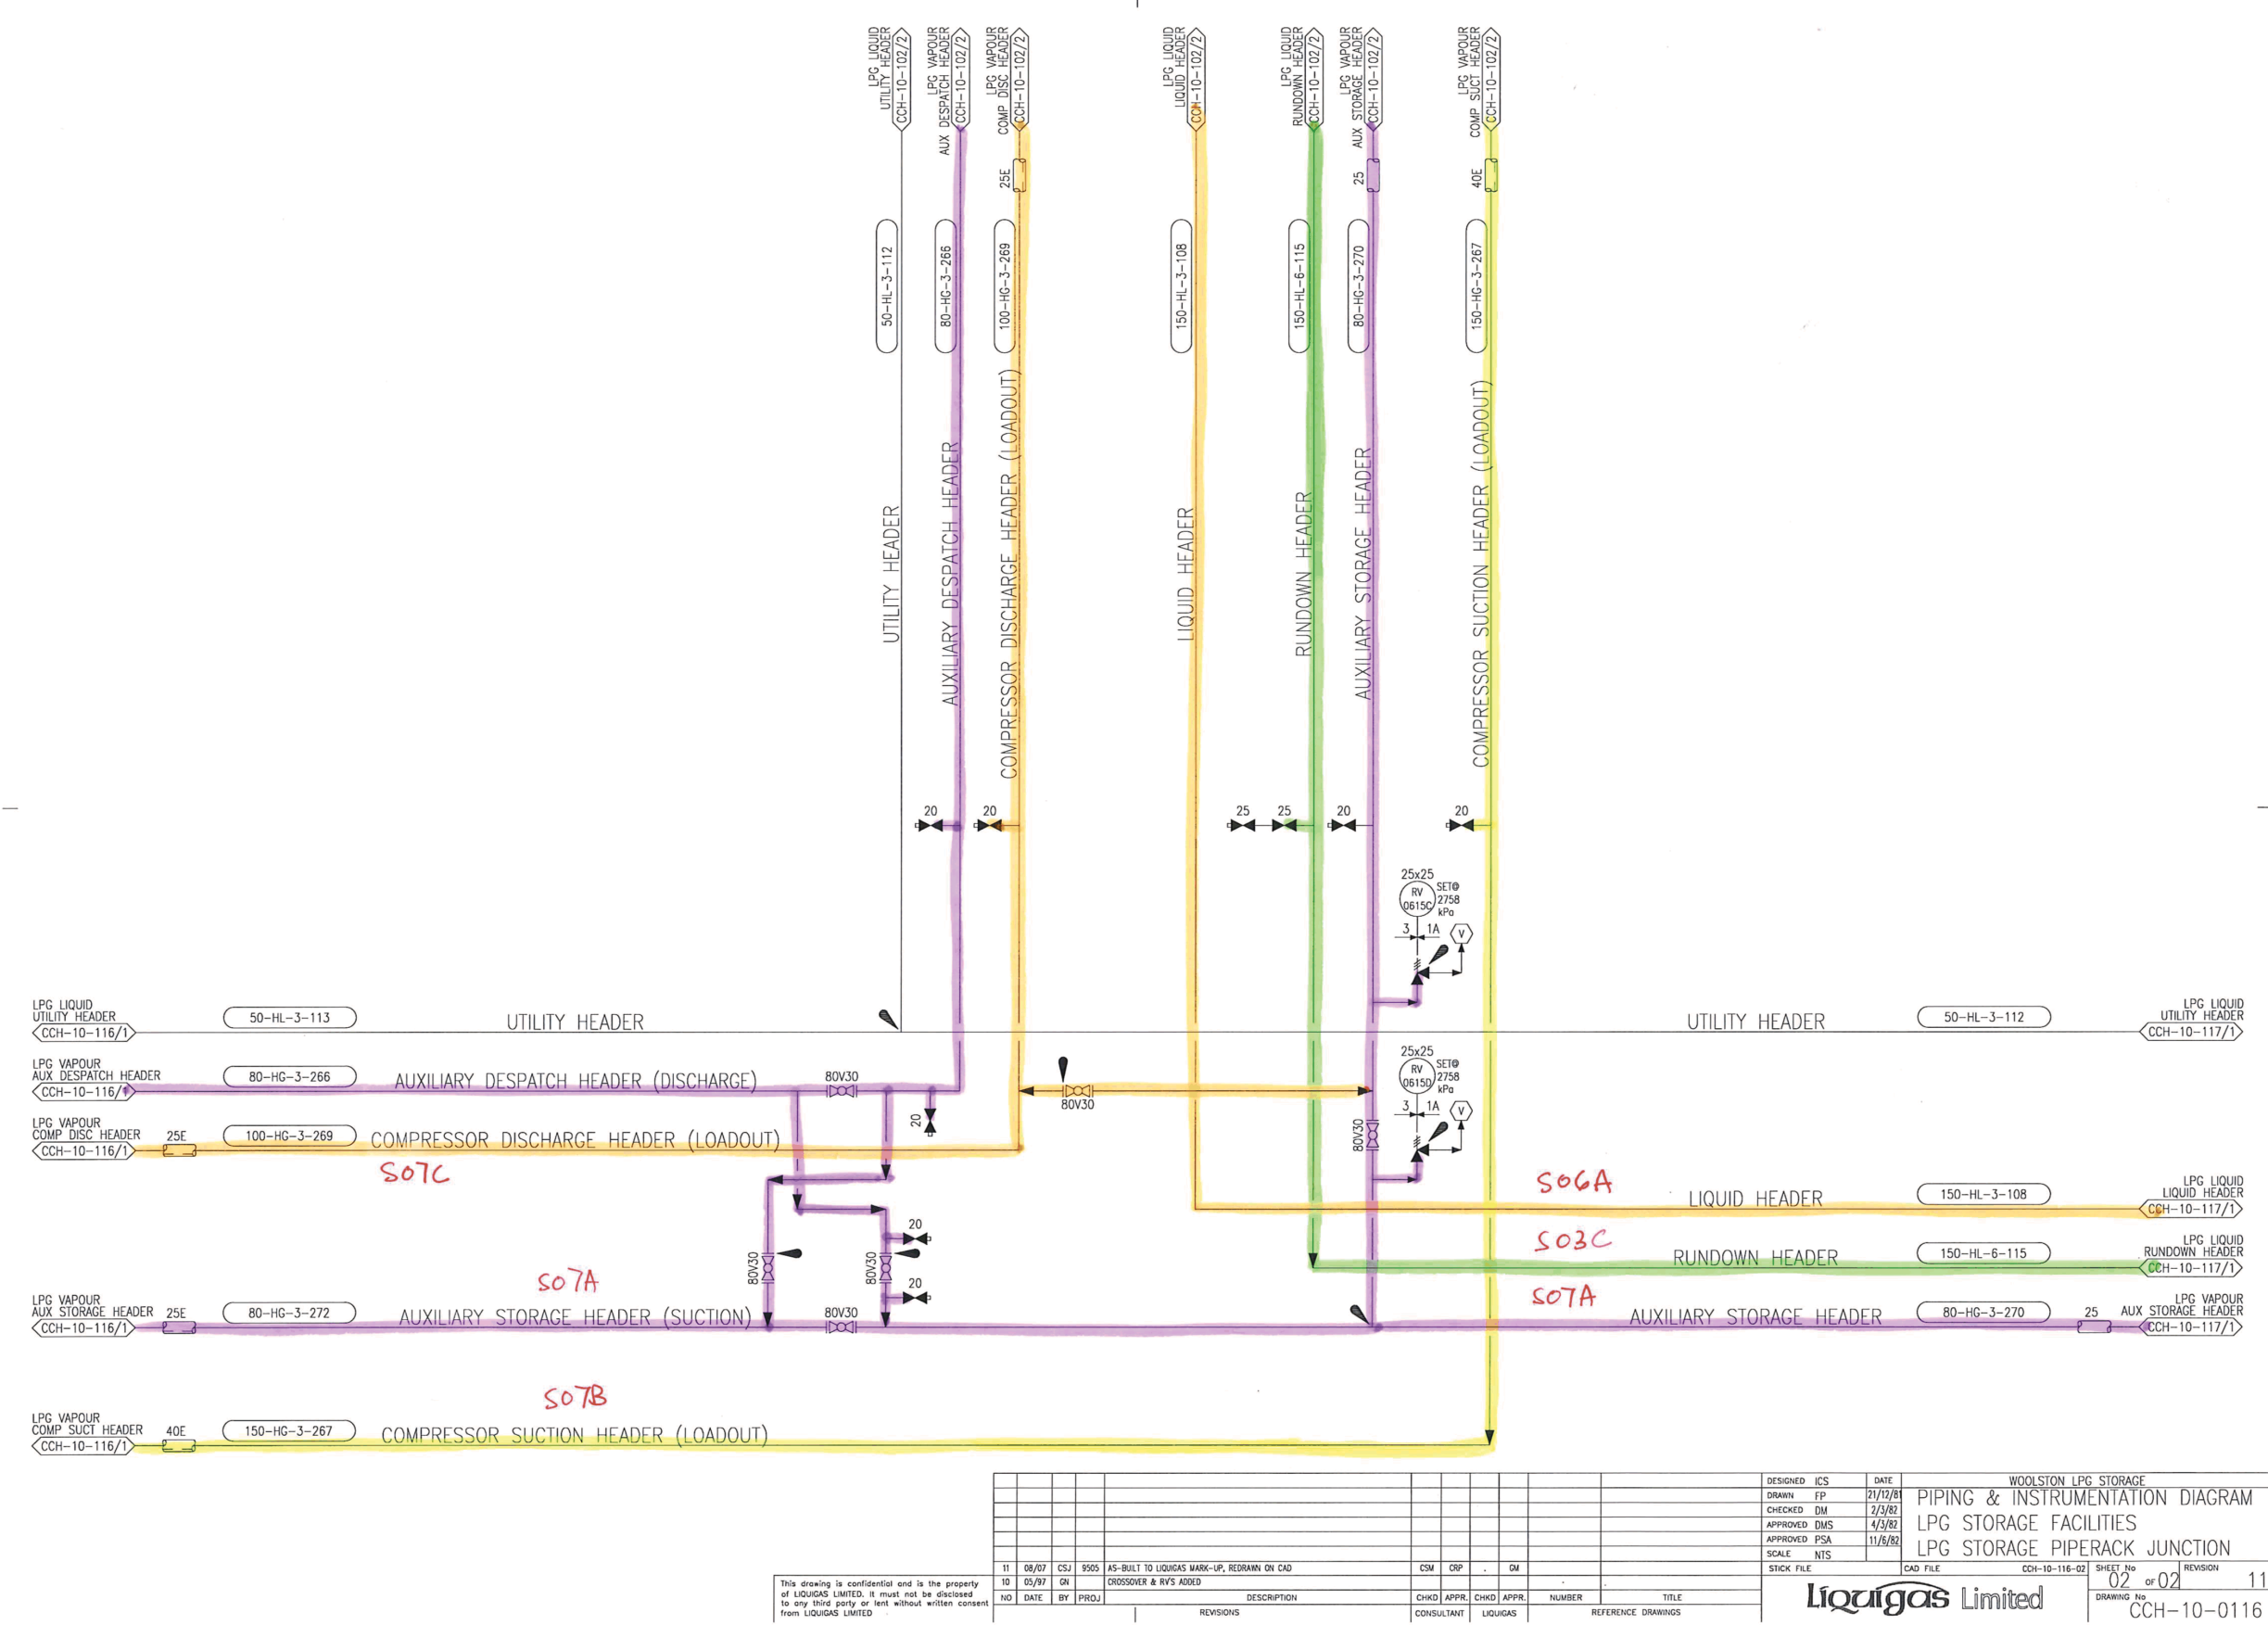 LPG LIQUID
UTILITY HEADER
CCH-10-102/2
LPG VAPOUR
AUX DESPATCH HEADER
CCH-10-102/2
LPG VAPOUR
COMP DISC HEADER
CCH-10-102/2
LPG LIQUID
LIQUID HEADER
CCH-10-102/2
LPG LIQUID
RUNDOWN HEADER
CCH-10-102/2
LPG VAPOUR
AUX STORAGE HEADER
CCH-10-102/2
LPG VAPOUR
COMP SUCT HEADER
CCH-10-102/2
25E
25
40E
50-HL-3-112
80-HG-3-266
100-HG-3-269
150-HL-3-108
150-HL-6-115
80-HG-3-270
150-HG-3-267
UTILITY HEADER
AUXILIARY DESPATCH HEADER
COMPRESSOR DISCHARGE HEADER (LOADOUT)
LIQUID HEADER
RUNDOWN HEADER
AUXILIARY STORAGE HEADER
COMPRESSOR SUCTION HEADER (LOADOUT)
20
20
25
25
20
20
25x25
RV
0615C
SET@
2758
kPa
3
1A
V
LPG LIQUID
UTILITY HEADER
CCH-10-116/1
50-HL-3-113
UTILITY HEADER
UTILITY HEADER
50-HL-3-112
LPG LIQUID
UTILITY HEADER
CCH-10-117/1
LPG VAPOUR
AUX DESPATCH HEADER
CCH-10-116/1
80-HG-3-266
AUXILIARY DESPATCH HEADER (DISCHARGE)
80V30
20
80V30
25x25
RV
0615D
SET@
2758
kPa
3
1A
V
80V30
LPG VAPOUR
COMP DISC HEADER
CCH-10-116/1
25E
100-HG-3-269
COMPRESSOR DISCHARGE HEADER (LOADOUT)
S07C
S06A
LIQUID HEADER
150-HL-3-108
LPG LIQUID
LIQUID HEADER
CCH-10-117/1
20
80V30
80V30
20
S03C
RUNDOWN HEADER
150-HL-6-115
LPG LIQUID
RUNDOWN HEADER
CCH-10-117/1
S07A
LPG VAPOUR
AUX STORAGE HEADER
CCH-10-116/1
25E
80-HG-3-272
AUXILIARY STORAGE HEADER (SUCTION)
80V30
S07A
AUXILIARY STORAGE HEADER
80-HG-3-270
25
LPG VAPOUR
AUX STORAGE HEADER
CCH-10-117/1
S07B
LPG VAPOUR
COMP SUCT HEADER
CCH-10-116/1
40E
150-HG-3-267
COMPRESSOR SUCTION HEADER (LOADOUT)
This drawing is confidential and is the property
of LIQUIGAS LIMITED. It must not be disclosed
to any third party or lent without written consent
from LIQUIGAS LIMITED
11 08/07 CSJ 9505 AS-BUILT TO LIQUIGAS MARK-UP, REDRAWN ON CAD CSM CRP . GM
10 05/97 GN CROSSOVER & RV'S ADDED
NO DATE BY PROJ DESCRIPTION CHKD APPR. CHKD APPR. NUMBER TITLE
REVISIONS CONSULTANT LIQUIGAS REFERENCE DRAWINGS
DESIGNED ICS DATE
DRAWN FP 21/12/81
CHECKED DM 2/3/82
APPROVED DMS 4/3/82
APPROVED PSA 11/6/82
SCALE NTS
WOOLSTON LPG STORAGE
PIPING & INSTRUMENTATION DIAGRAM
LPG STORAGE FACILITIES
LPG STORAGE PIPERACK JUNCTION
STICK FILE
CAD FILE CCH-10-116-02
SHEET No
02 OF 02
REVISION
11
Liquigas Limited
DRAWING No
CCH-10-0116